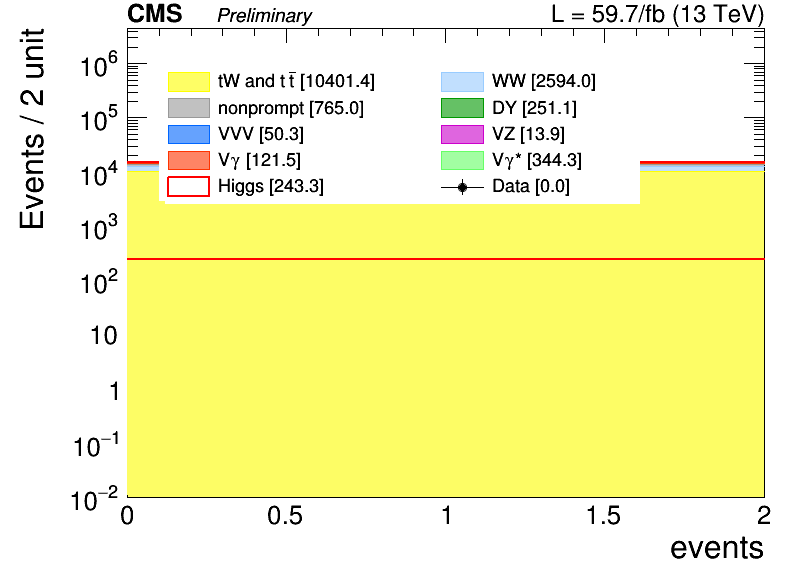 CMS Preliminary L = 59.7/fb (13 TeV)
Events / 2 unit
10⁶
10⁵
10⁴
10³
10²
10
1
10⁻¹
10⁻²
tW and t t̅ [10401.4] WW [2594.0]
nonprompt [765.0] DY [251.1]
VVV [50.3] VZ [13.9]
Vγ [121.5] Vγ* [344.3]
Higgs [243.3] Data [0.0]
0 0.5 1 1.5 2
events